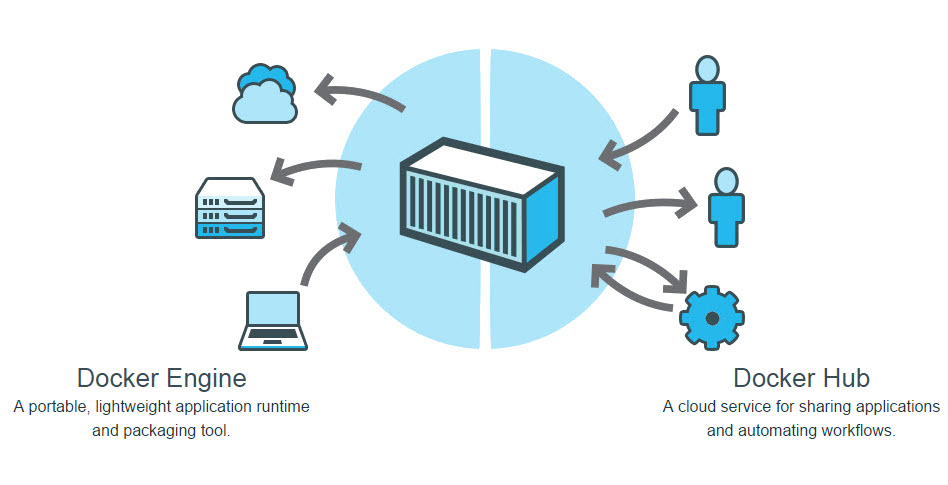 Docker Engine
A portable, lightweight application runtime
and packaging tool.
Docker Hub
A cloud service for sharing applications
and automating workflows.